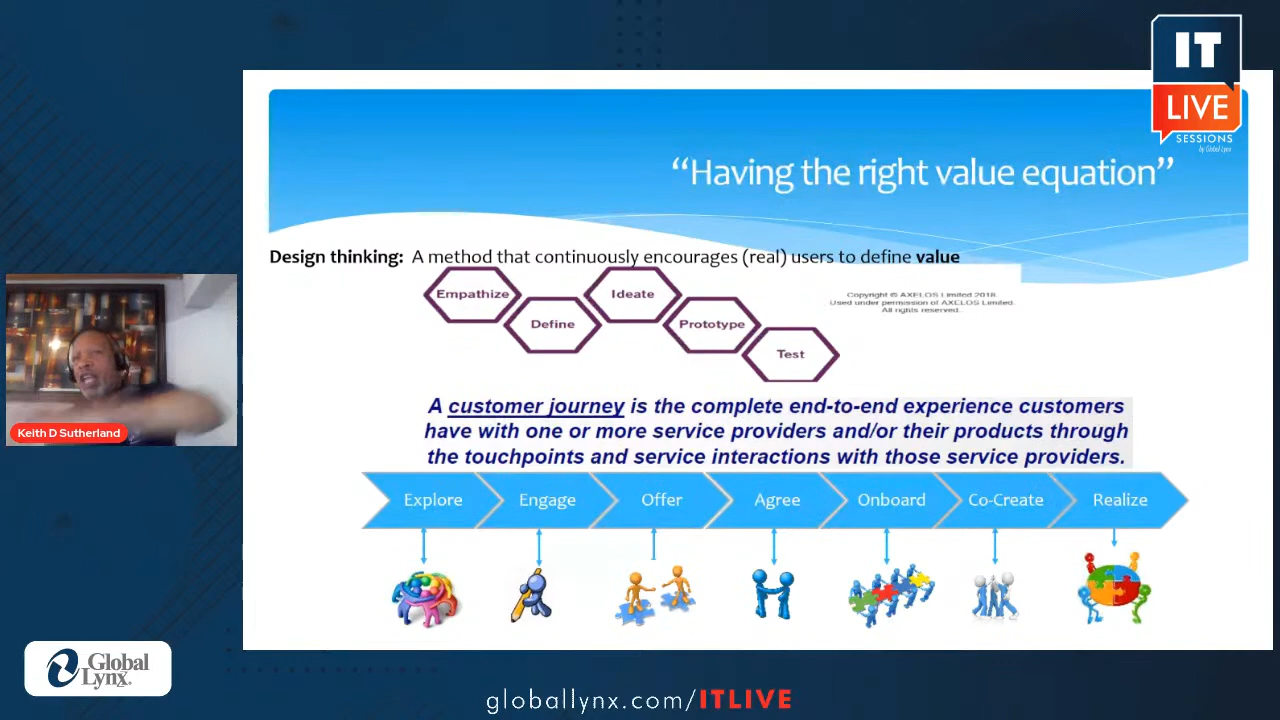 IT
LIVE
SESSIONS
by Global Lynx
“Having the right value equation”
Design thinking: A method that continuously encourages (real) users to define value
Empathize
Define
Ideate
Prototype
Test
Copyright © AXELOS Limited 2018.
Used under permission of AXELOS Limited.
All rights reserved.
A customer journey is the complete end-to-end experience customers
have with one or more service providers and/or their products through
the touchpoints and service interactions with those service providers.
Explore Engage Offer Agree Onboard Co-Create Realize
Keith D Sutherland
Global
Lynx
globallynx.com/ITLIVE